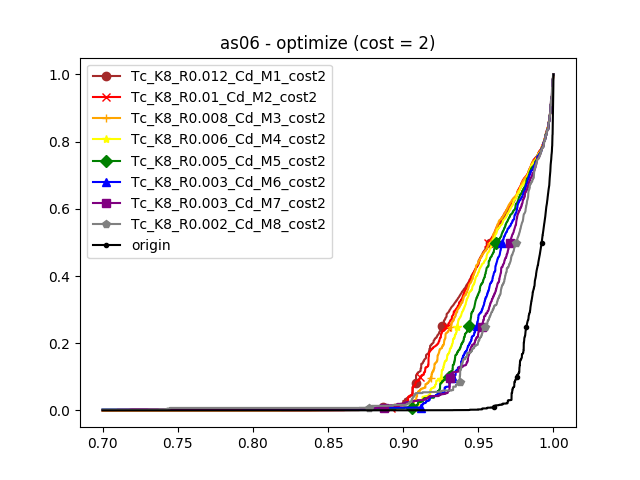 as06 - optimize (cost = 2)
1.0
0.8
0.6
0.4
0.2
0.0
Tc_K8_R0.012_Cd_M1_cost2
Tc_K8_R0.01_Cd_M2_cost2
Tc_K8_R0.008_Cd_M3_cost2
Tc_K8_R0.006_Cd_M4_cost2
Tc_K8_R0.005_Cd_M5_cost2
Tc_K8_R0.003_Cd_M6_cost2
Tc_K8_R0.003_Cd_M7_cost2
Tc_K8_R0.002_Cd_M8_cost2
origin
0.70 0.75 0.80 0.85 0.90 0.95 1.00